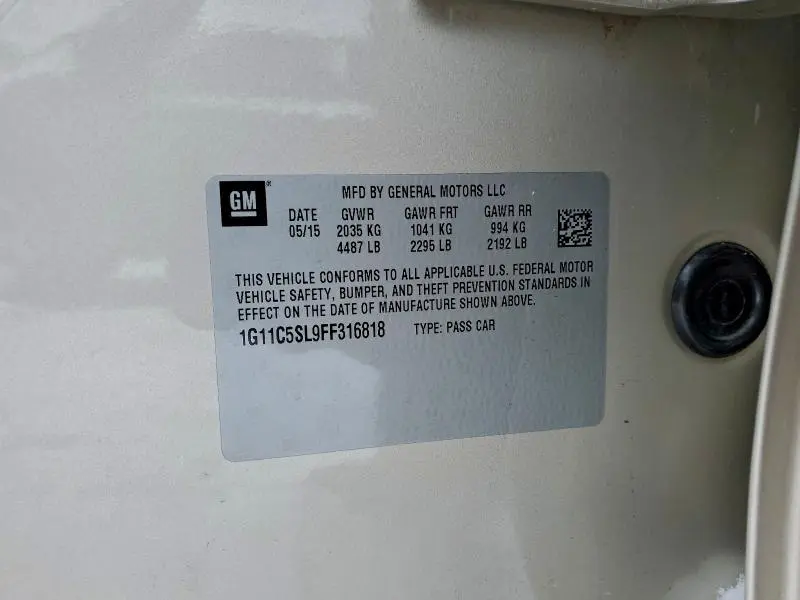 GM®
MFD BY GENERAL MOTORS LLC
DATE GVWR GAWR FRT GAWR RR
05/15 2035 KG 1041 KG 994 KG
4487 LB 2295 LB 2192 LB
THIS VEHICLE CONFORMS TO ALL APPLICABLE U.S. FEDERAL MOTOR
VEHICLE SAFETY, BUMPER, AND THEFT PREVENTION STANDARDS IN
EFFECT ON THE DATE OF MANUFACTURE SHOWN ABOVE.
1G11C5SL9FF316818 TYPE: PASS CAR